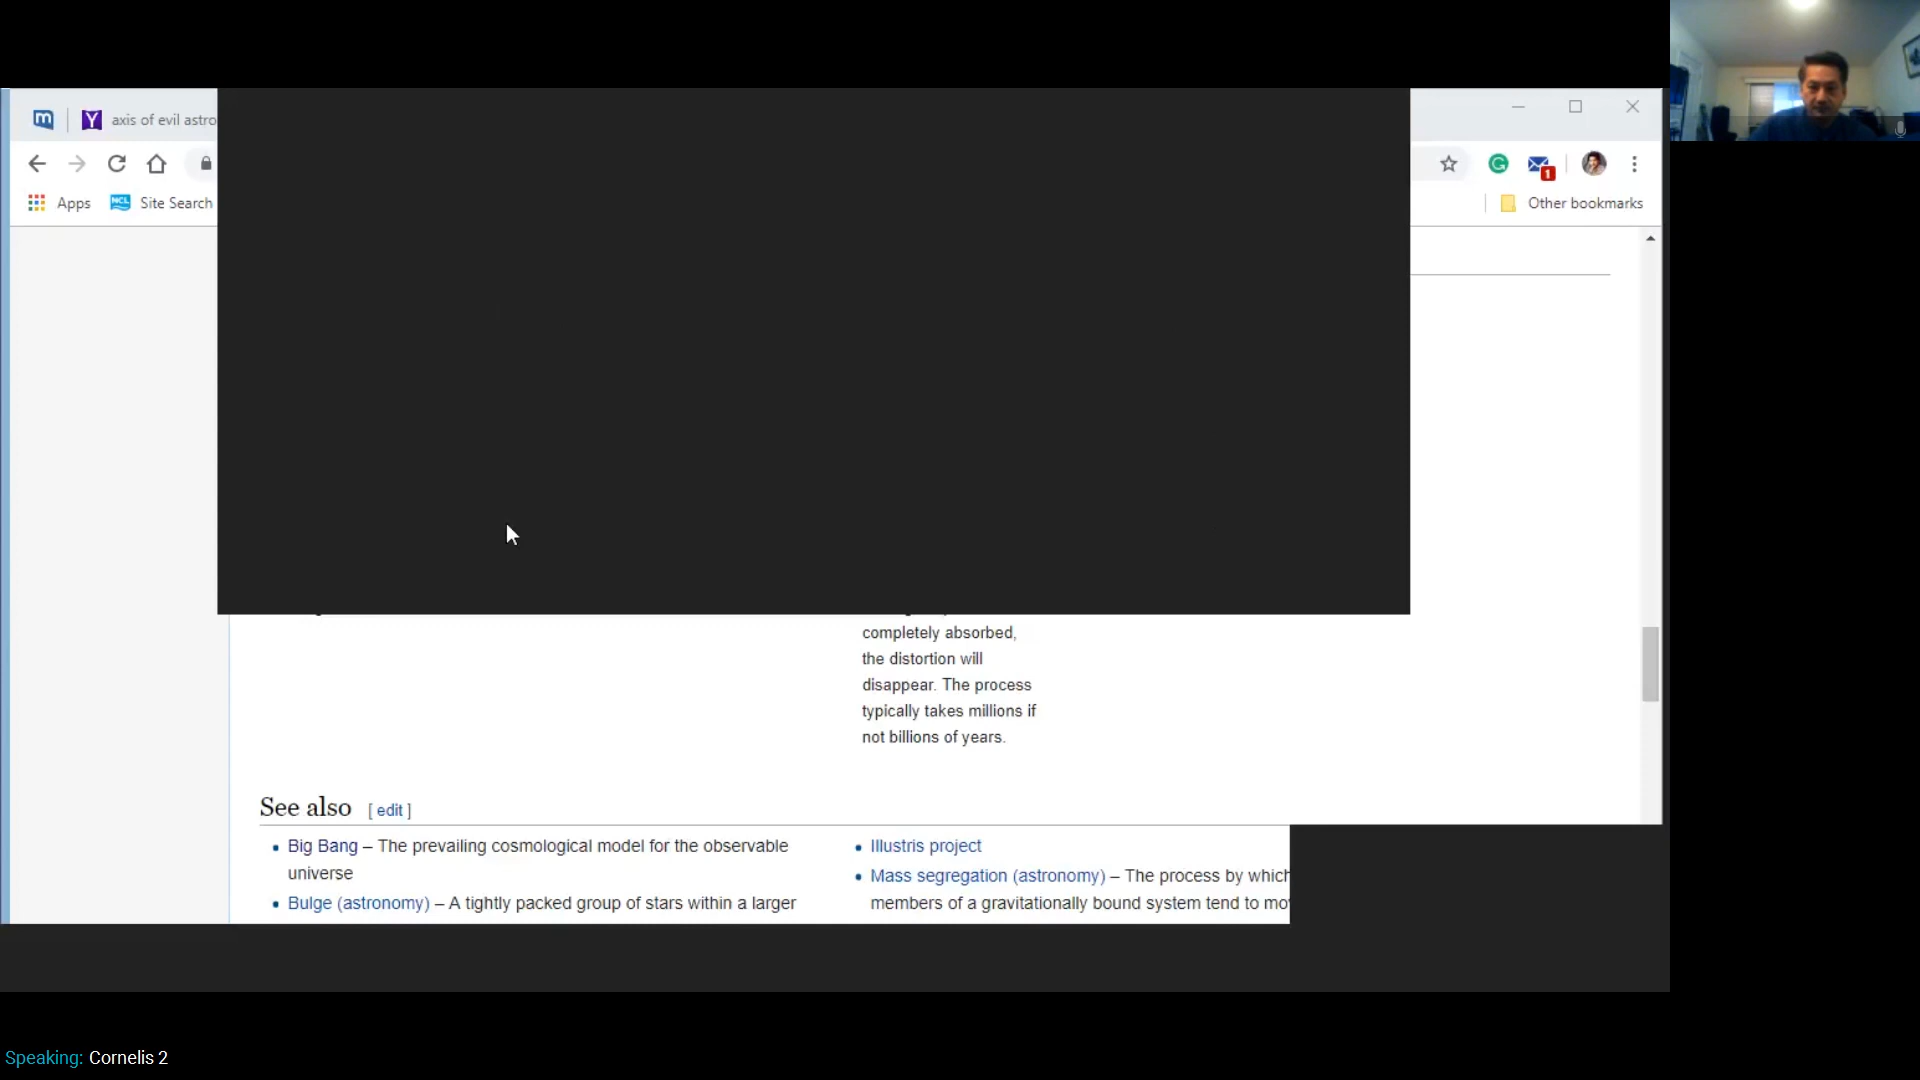 axis of evil astro
1
Apps
NCL
Site Search
Other bookmarks
completely absorbed,
the distortion will
disappear. The process
typically takes millions if
not billions of years.
See also [ edit ]
Big Bang – The prevailing cosmological model for the observable
universe
Bulge (astronomy) – A tightly packed group of stars within a larger
Illustris project
Mass segregation (astronomy) – The process by which
members of a gravitationally bound system tend to mo
Speaking: Cornelis 2